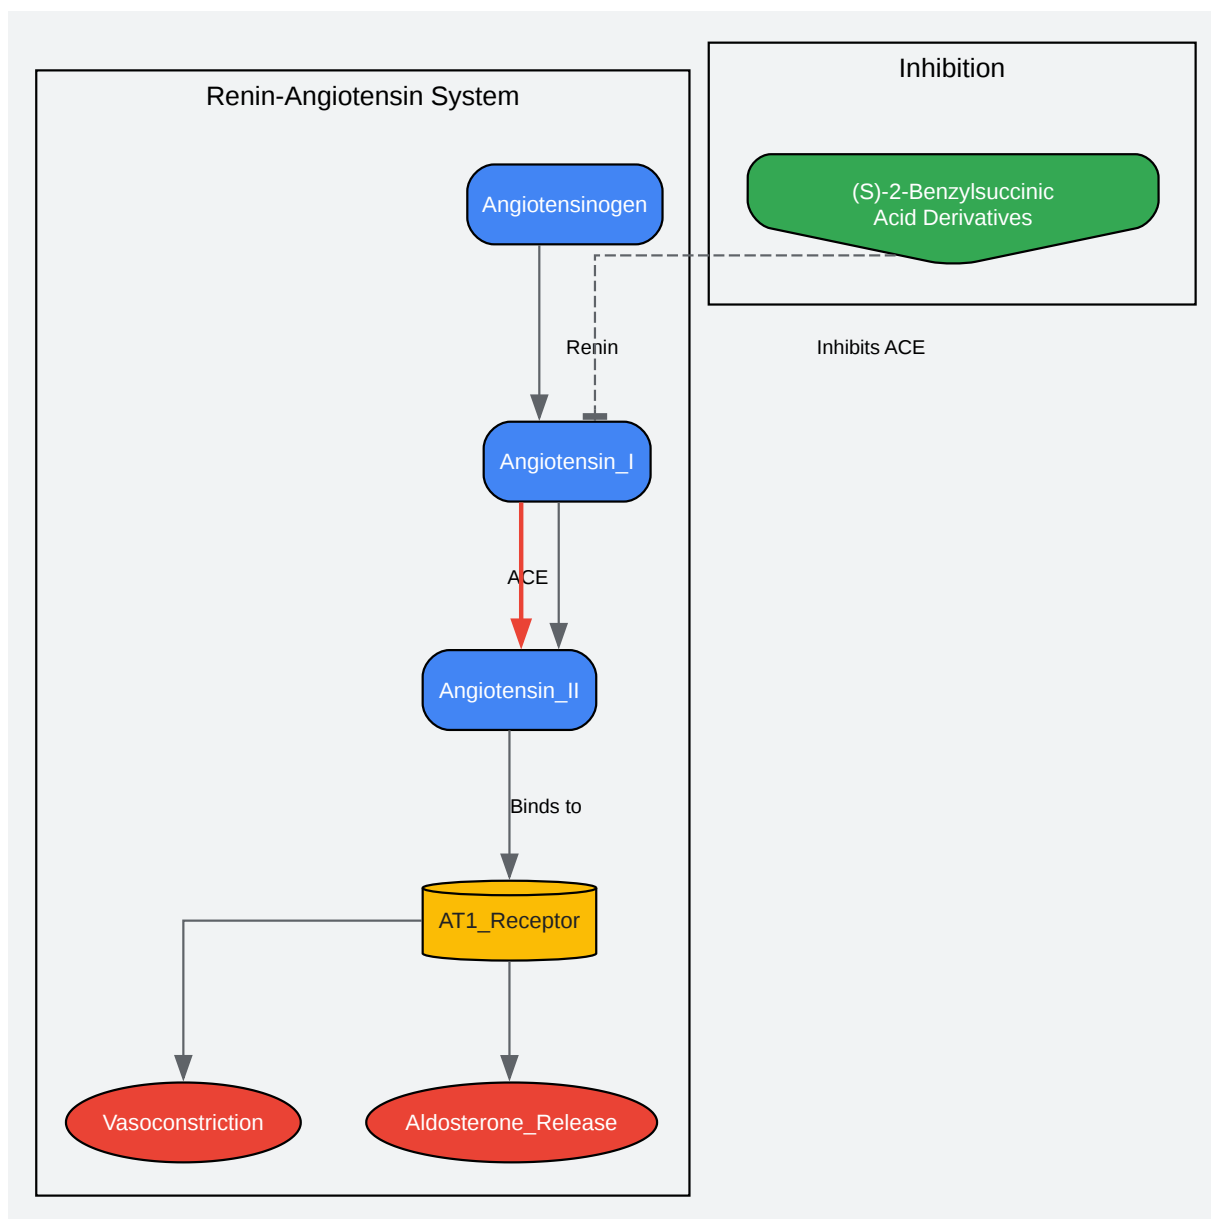 Inhibition
Renin-Angiotensin System
(S)-2-Benzylsuccinic
Acid Derivatives
Angiotensinogen
Renin
Inhibits ACE
Angiotensin_I
ACE
Angiotensin_II
Binds to
AT1_Receptor
Vasoconstriction
Aldosterone_Release